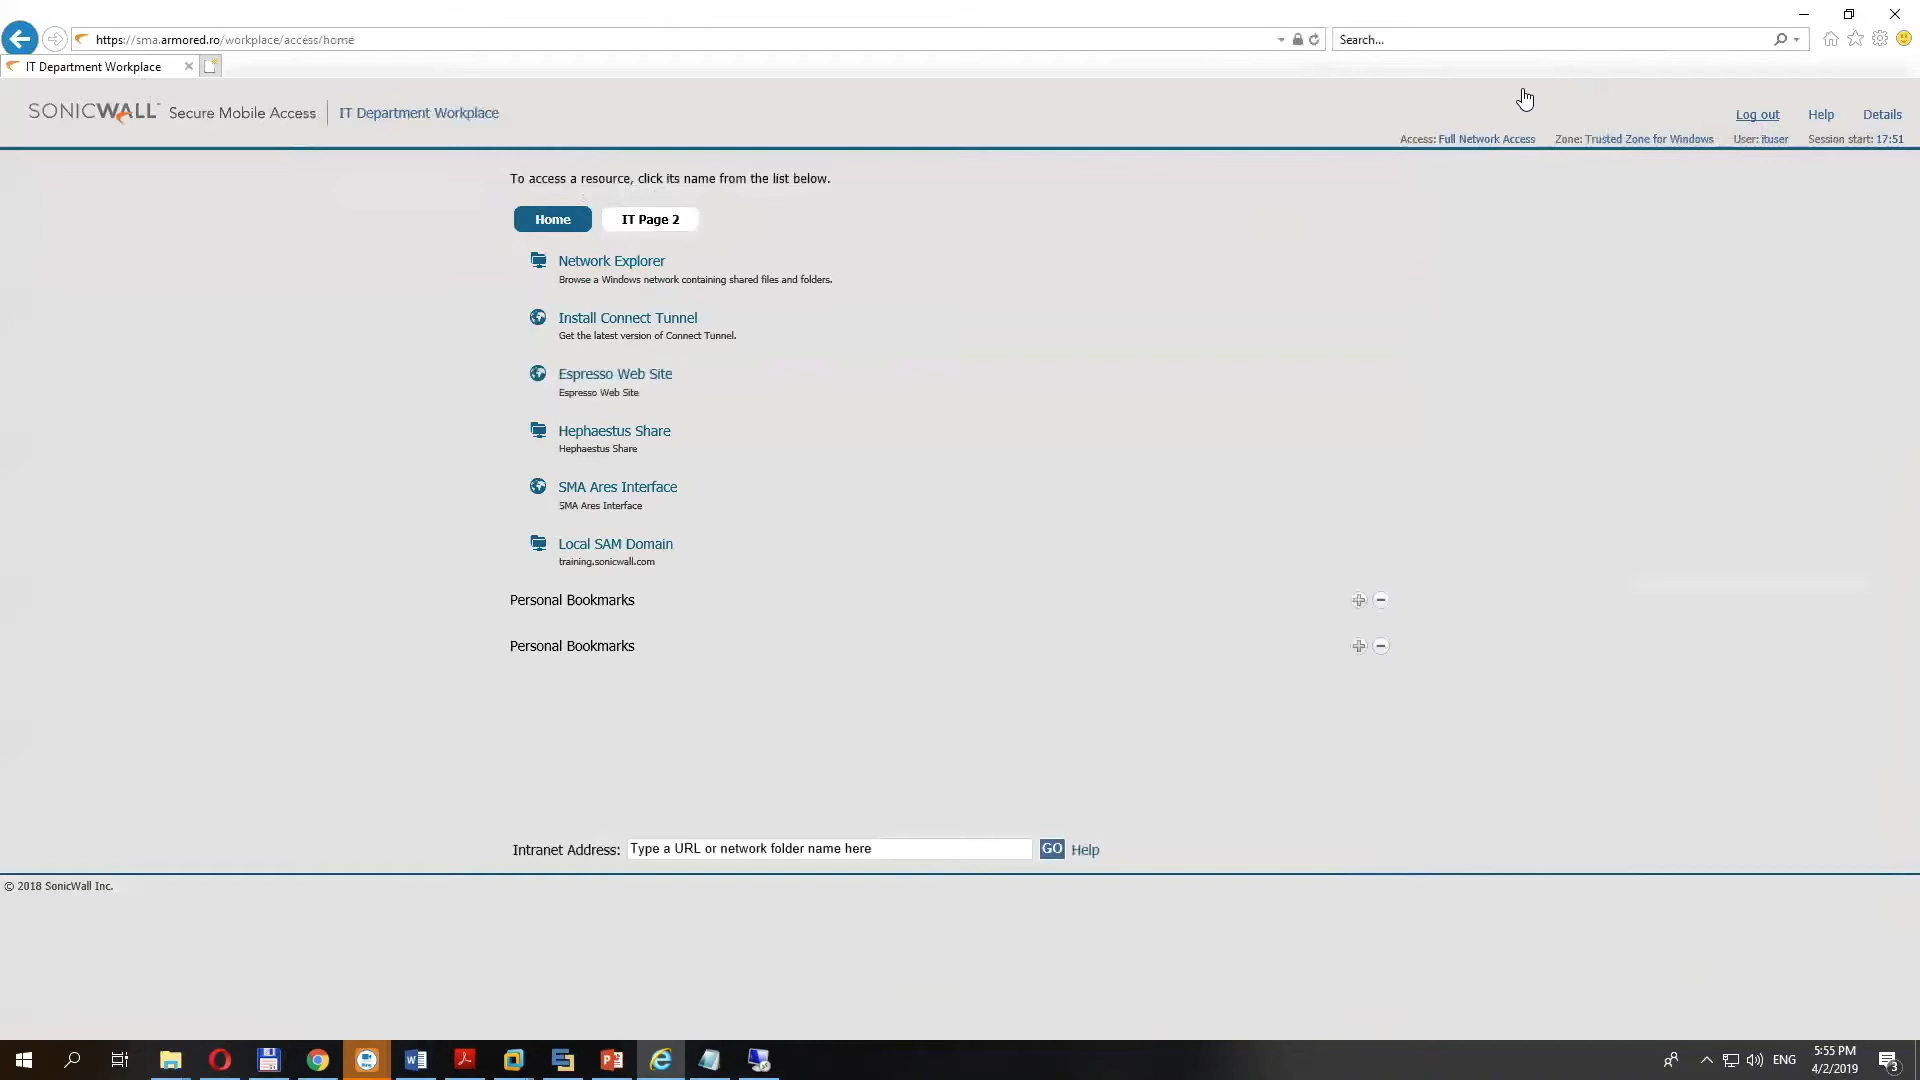 https://sma.armored.ro/workplace/access/home
Search...
IT Department Workplace
SONICWALL Secure Mobile Access | IT Department Workplace
Log out Help Details
Access: Full Network Access Zone: Trusted Zone for Windows User: ituser Session start: 17:51
To access a resource, click its name from the list below.
Home IT Page 2
Network Explorer
Browse a Windows network containing shared files and folders.
Install Connect Tunnel
Get the latest version of Connect Tunnel.
Espresso Web Site
Espresso Web Site
Hephaestus Share
Hephaestus Share
SMA Ares Interface
SMA Ares Interface
Local SAM Domain
training.sonicwall.com
Personal Bookmarks
Personal Bookmarks
Intranet Address: Type a URL or network folder name here GO Help
© 2018 SonicWall Inc.
ENG
5:55 PM
4/2/2019
3